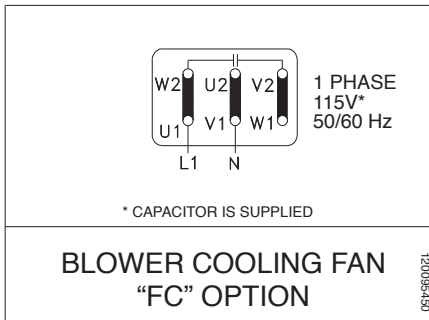 W2 U2 V2
U1 V1 W1
L1 N
1 PHASE
115V*
50/60 Hz
* CAPACITOR IS SUPPLIED
BLOWER COOLING FAN
“FC” OPTION
120095450